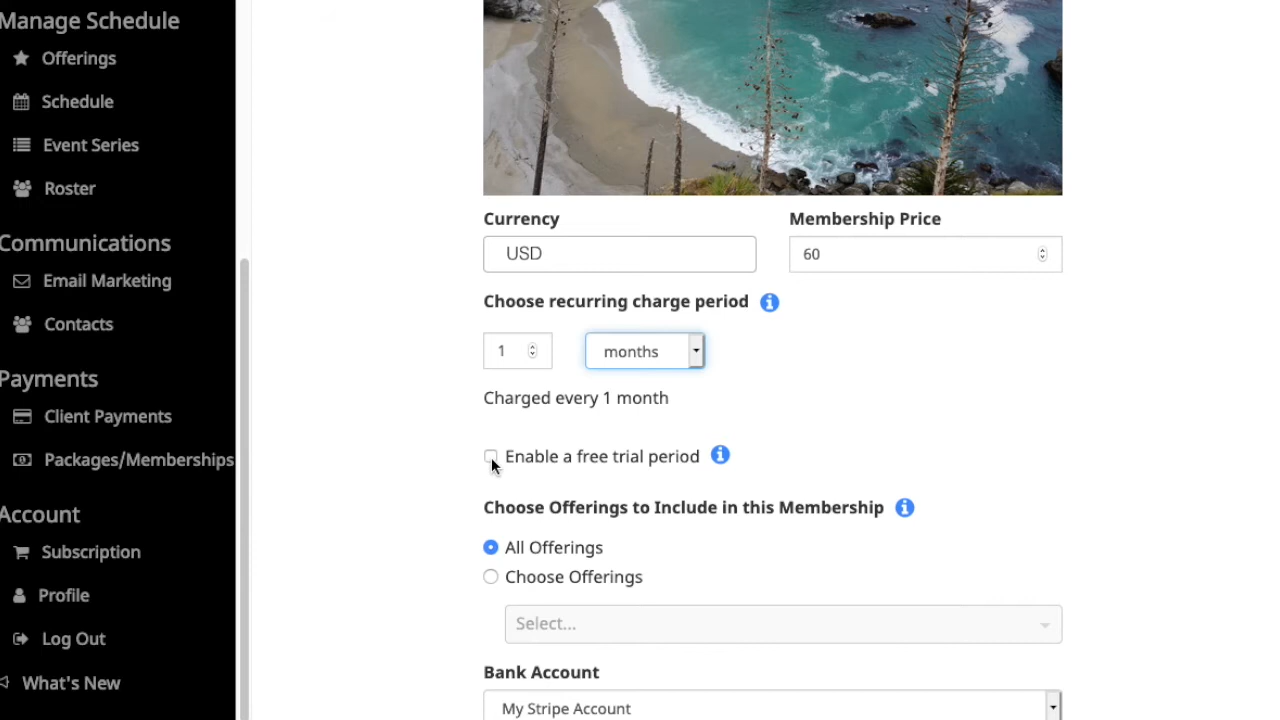 Manage Schedule
Offerings
Schedule
Event Series
Roster
Communications
Email Marketing
Contacts
Payments
Client Payments
Packages/Memberships
Account
Subscription
Profile
Log Out
What's New
Currency
Membership Price
USD
60
Choose recurring charge period
1
months
Charged every 1 month
Enable a free trial period
Choose Offerings to Include in this Membership
All Offerings
Choose Offerings
Select...
Bank Account
My Stripe Account